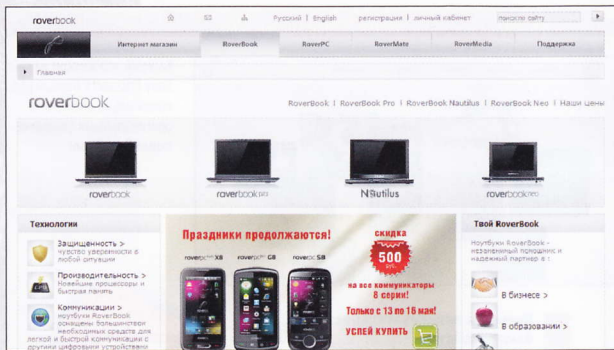 roverbook
Русский | English
регистрация | личный кабинет
поиск по сайту
Интернет магазин
RoverBook
RoverPC
RoverMate
RoverMedia
Поддержка
Главная
roverbook
RoverBook | RoverBook Pro | RoverBook Nautilus | RoverBook Neo | Наши цены
roverbook
roverbook pro
Nautilus
roverbook neo
Технологии
Защищенность >
чувство уверенности в
любой ситуации
Производительность >
Новейшие процессоры и
быстрая память
Коммуникации >
ноутбуки RoverBook
оснащены большинством
необходимых средств для
легкой и быстрой коммуникации с
другими цифровыми устройствами
Праздники продолжаются!
X8
G8
S8
скидка
500
руб.
на все коммуникаторы
8 серии!
Только с 13 по 16 мая!
УСПЕЙ КУПИТЬ
Твой RoverBook
Ноутбуки RoverBook -
незаменимый помощник и
надежный партнер в :
В бизнесе >
В образовании >